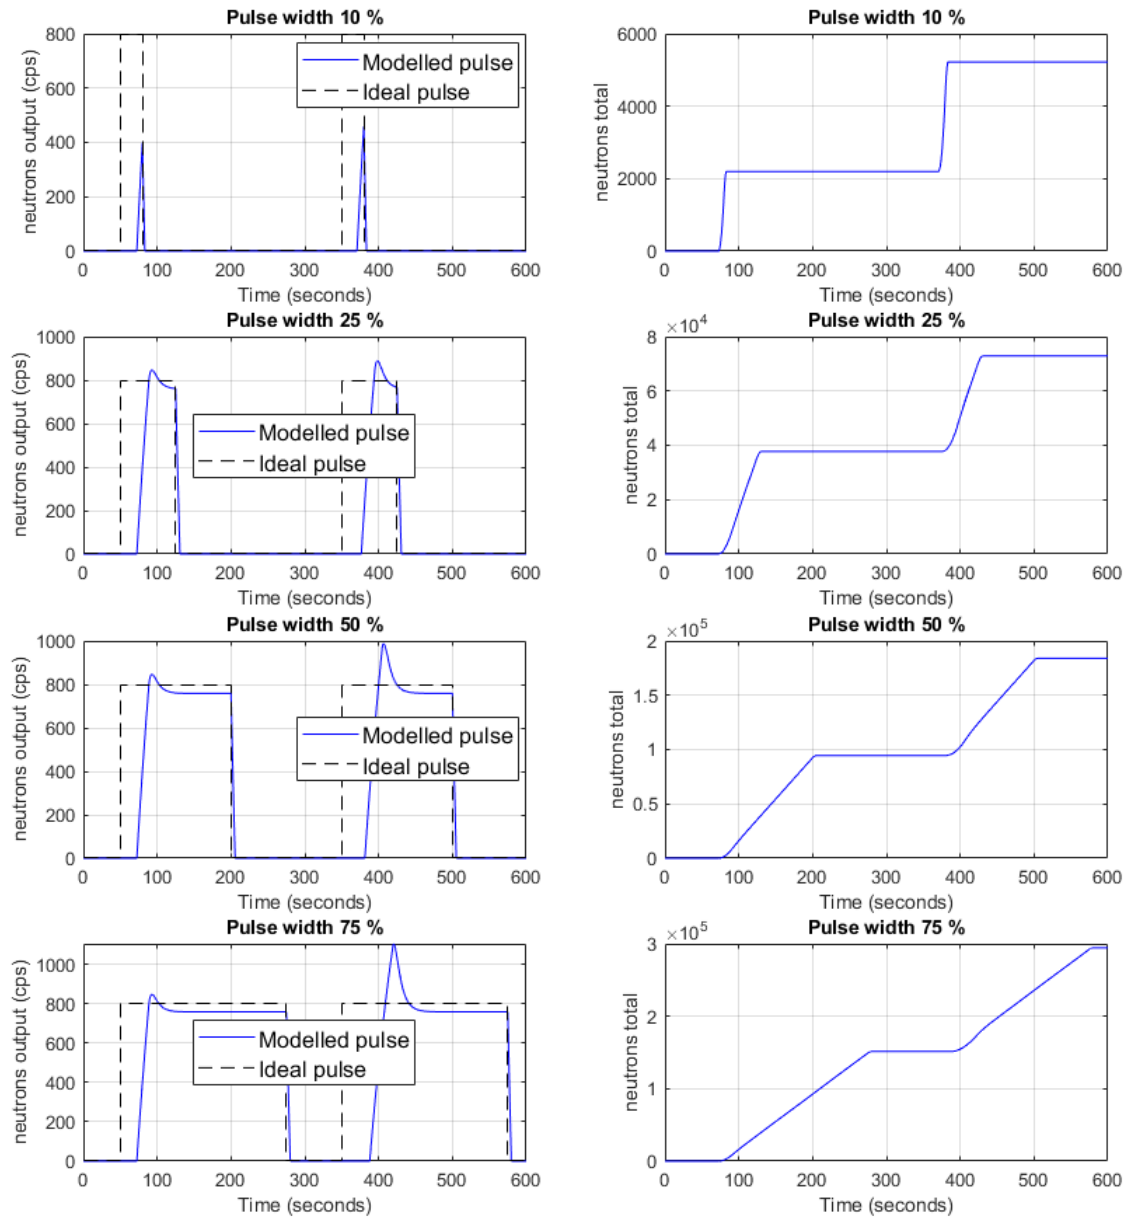 Pulse width 10 %
neutrons output (cps)
800
600
400
200
0
Modelled pulse
Ideal pulse
0 100 200 300 400 500 600
Time (seconds)
Pulse width 10 %
neutrons total
6000
4000
2000
0
0 100 200 300 400 500 600
Time (seconds)
Pulse width 25 %
neutrons output (cps)
1000
800
600
400
200
0
Modelled pulse
Ideal pulse
0 100 200 300 400 500 600
Time (seconds)
Pulse width 25 %
×10⁴
neutrons total
8
6
4
2
0
0 100 200 300 400 500 600
Time (seconds)
Pulse width 50 %
neutrons output (cps)
1000
800
600
400
200
0
Modelled pulse
Ideal pulse
0 100 200 300 400 500 600
Time (seconds)
Pulse width 50 %
×10⁵
neutrons total
2
1.5
1
0.5
0
0 100 200 300 400 500 600
Time (seconds)
Pulse width 75 %
neutrons output (cps)
1000
800
600
400
200
0
Modelled pulse
Ideal pulse
0 100 200 300 400 500 600
Time (seconds)
Pulse width 75 %
×10⁵
neutrons total
3
2
1
0
0 100 200 300 400 500 600
Time (seconds)